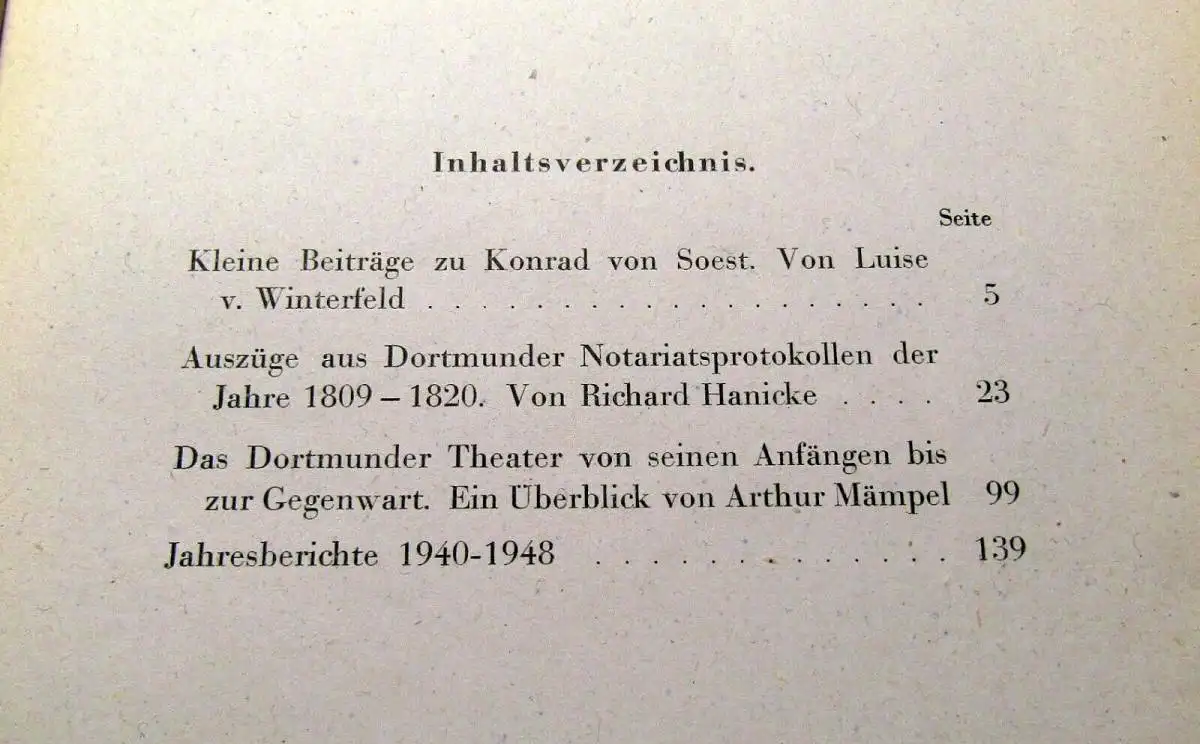 Inhaltsverzeichnis.
Seite
Kleine Beiträge zu Konrad von Soest. Von Luise
v. Winterfeld . . . . . . . . . . . . . . . . . . 5
Auszüge aus Dortmunder Notariatsprotokollen der
Jahre 1809 – 1820. Von Richard Hanicke . . . . 23
Das Dortmunder Theater von seinen Anfängen bis
zur Gegenwart. Ein Überblick von Arthur Mämpel 99
Jahresberichte 1940-1948 . . . . . . . . . . . . . 139